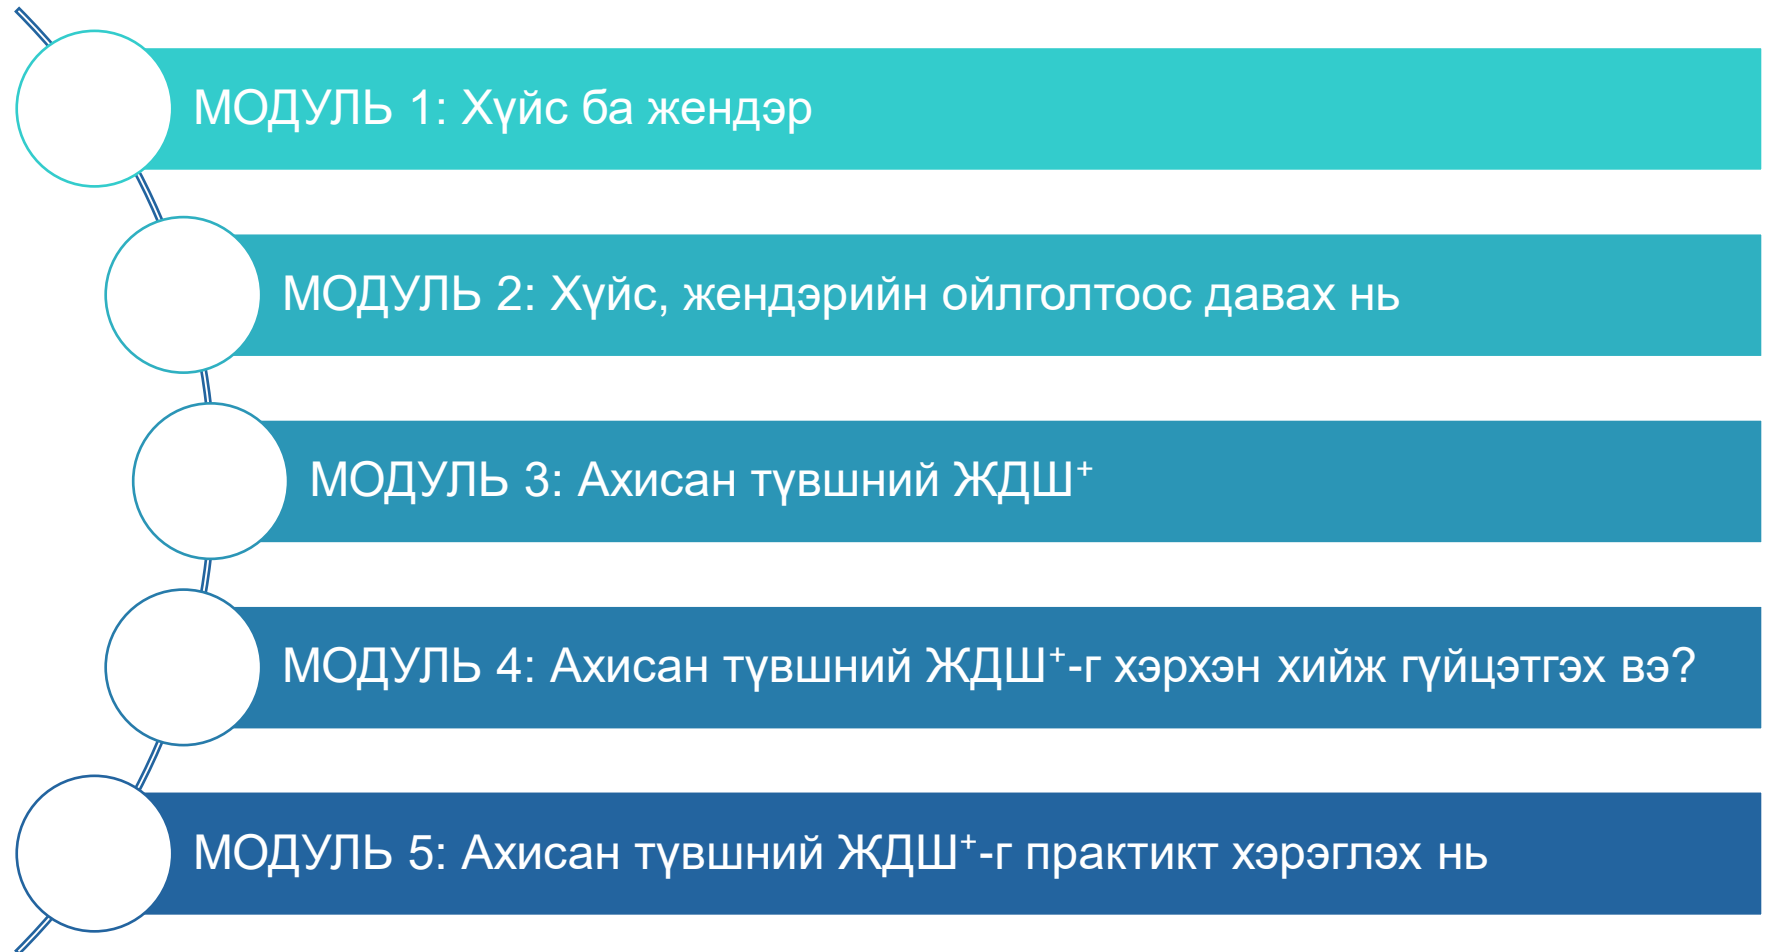 МОДУЛЬ 1: Хүйс ба жендэр
МОДУЛЬ 2: Хүйс, жендэрийн ойлголтоос давах нь
МОДУЛЬ 3: Ахисан түвшний ЖДШ⁺
МОДУЛЬ 4: Ахисан түвшний ЖДШ⁺-г хэрхэн хийж гүйцэтгэх вэ?
МОДУЛЬ 5: Ахисан түвшний ЖДШ⁺-г практикт хэрэглэх нь